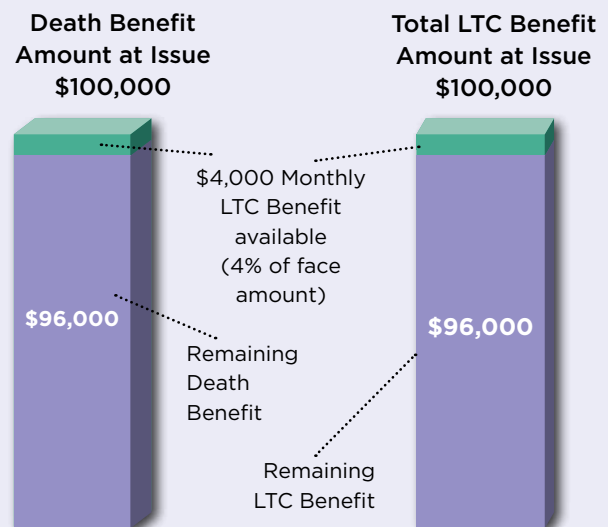 Death Benefit
Amount at Issue
$100,000
Total LTC Benefit
Amount at Issue
$100,000
$4,000 Monthly
LTC Benefit
available
(4% of face
amount)
$96,000
$96,000
Remaining
Death
Benefit
Remaining
LTC Benefit